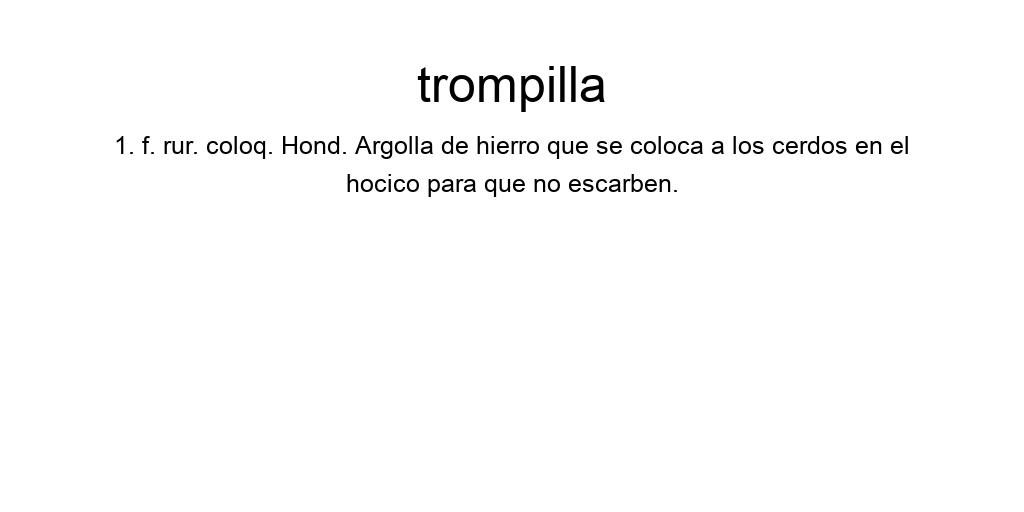 trompilla
1. f. rur. coloq. Hond. Argolla de hierro que se coloca a los cerdos en el
hocico para que no escarben.